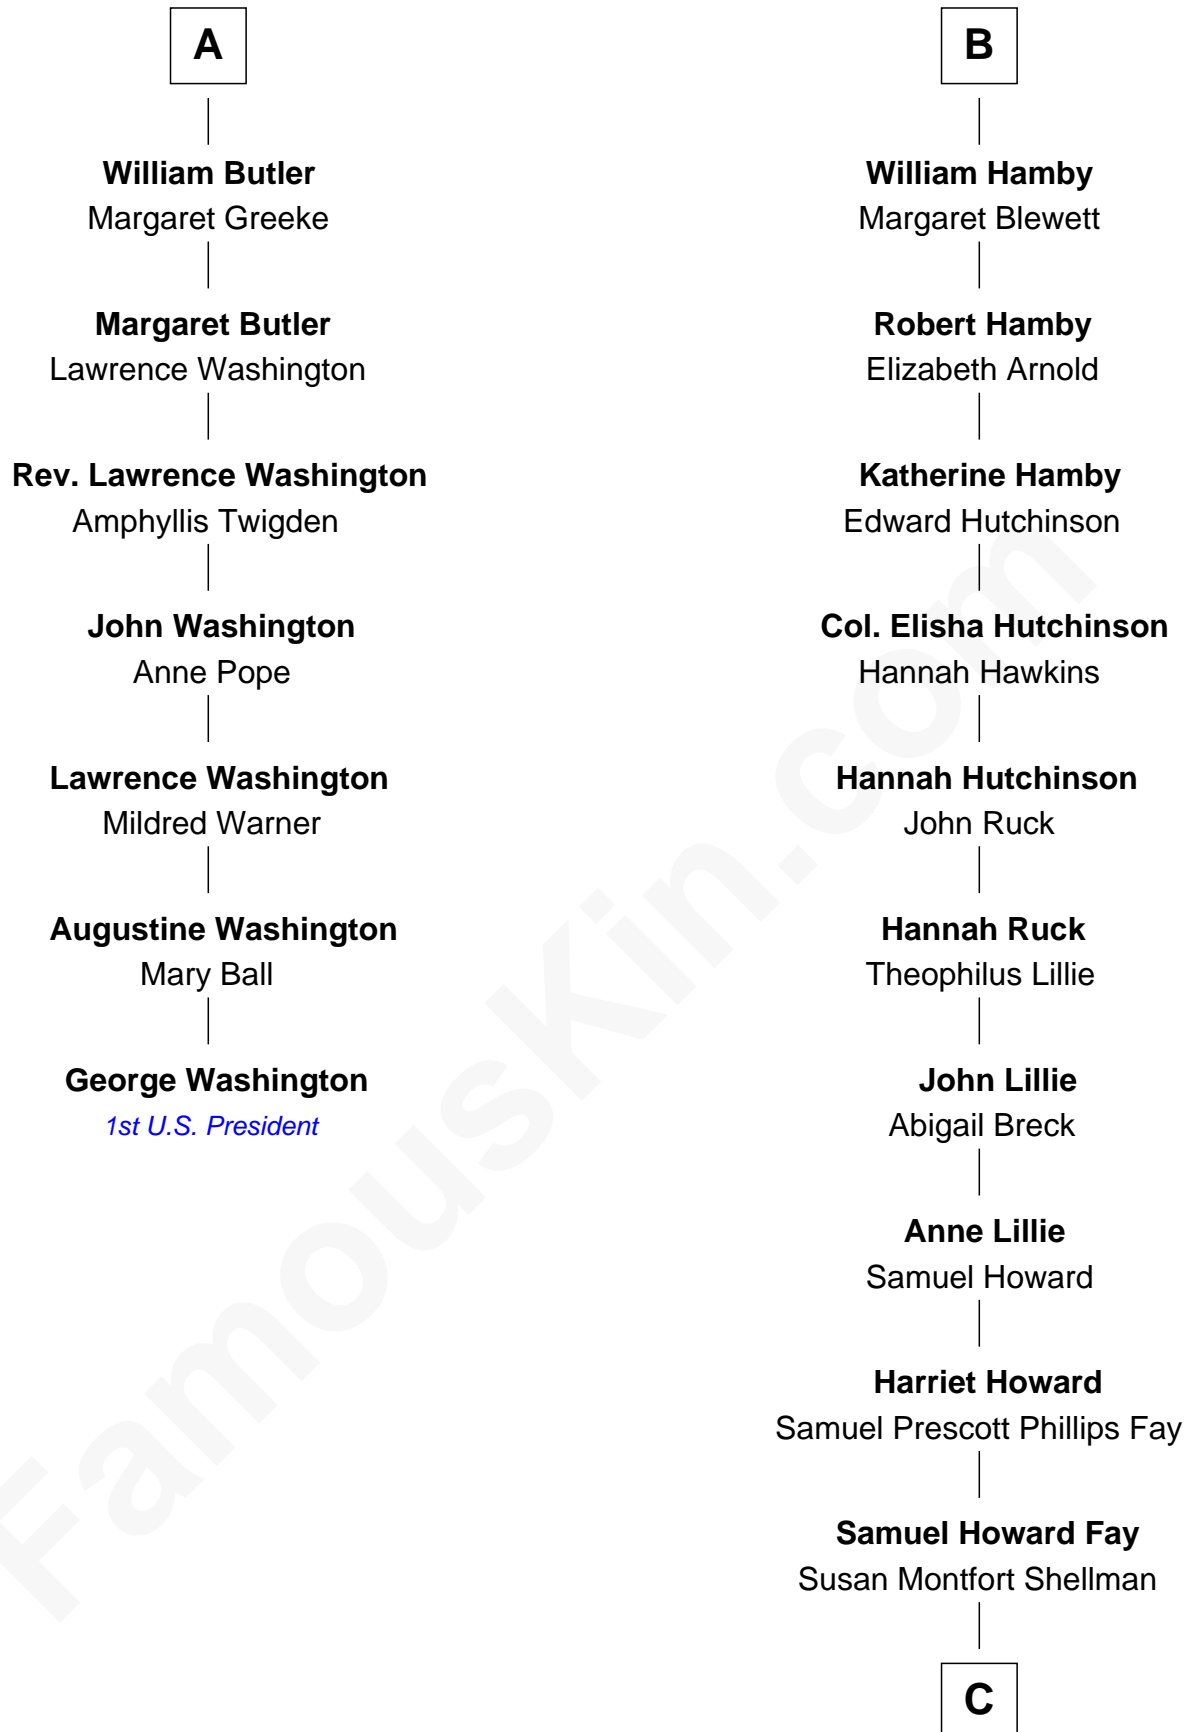 A
William Butler
Margaret Greeke
Margaret Butler
Lawrence Washington
Rev. Lawrence Washington
Amphyllis Twigden
John Washington
Anne Pope
Lawrence Washington
Mildred Warner
Augustine Washington
Mary Ball
George Washington
1st U.S. President
B
William Hamby
Margaret Blewett
Robert Hamby
Elizabeth Arnold
Katherine Hamby
Edward Hutchinson
Col. Elisha Hutchinson
Hannah Hawkins
Hannah Hutchinson
John Ruck
Hannah Ruck
Theophilus Lillie
John Lillie
Abigail Breck
Anne Lillie
Samuel Howard
Harriet Howard
Samuel Prescott Phillips Fay
Samuel Howard Fay
Susan Montfort Shellman
C
FamousKin.com